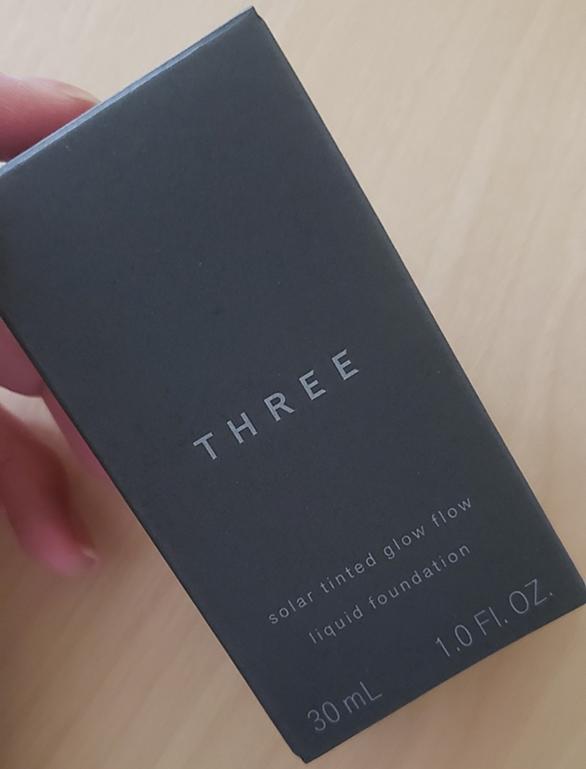 THREE
solar tinted glow flow
liquid foundation
30 mL 1.0 Fl. OZ.